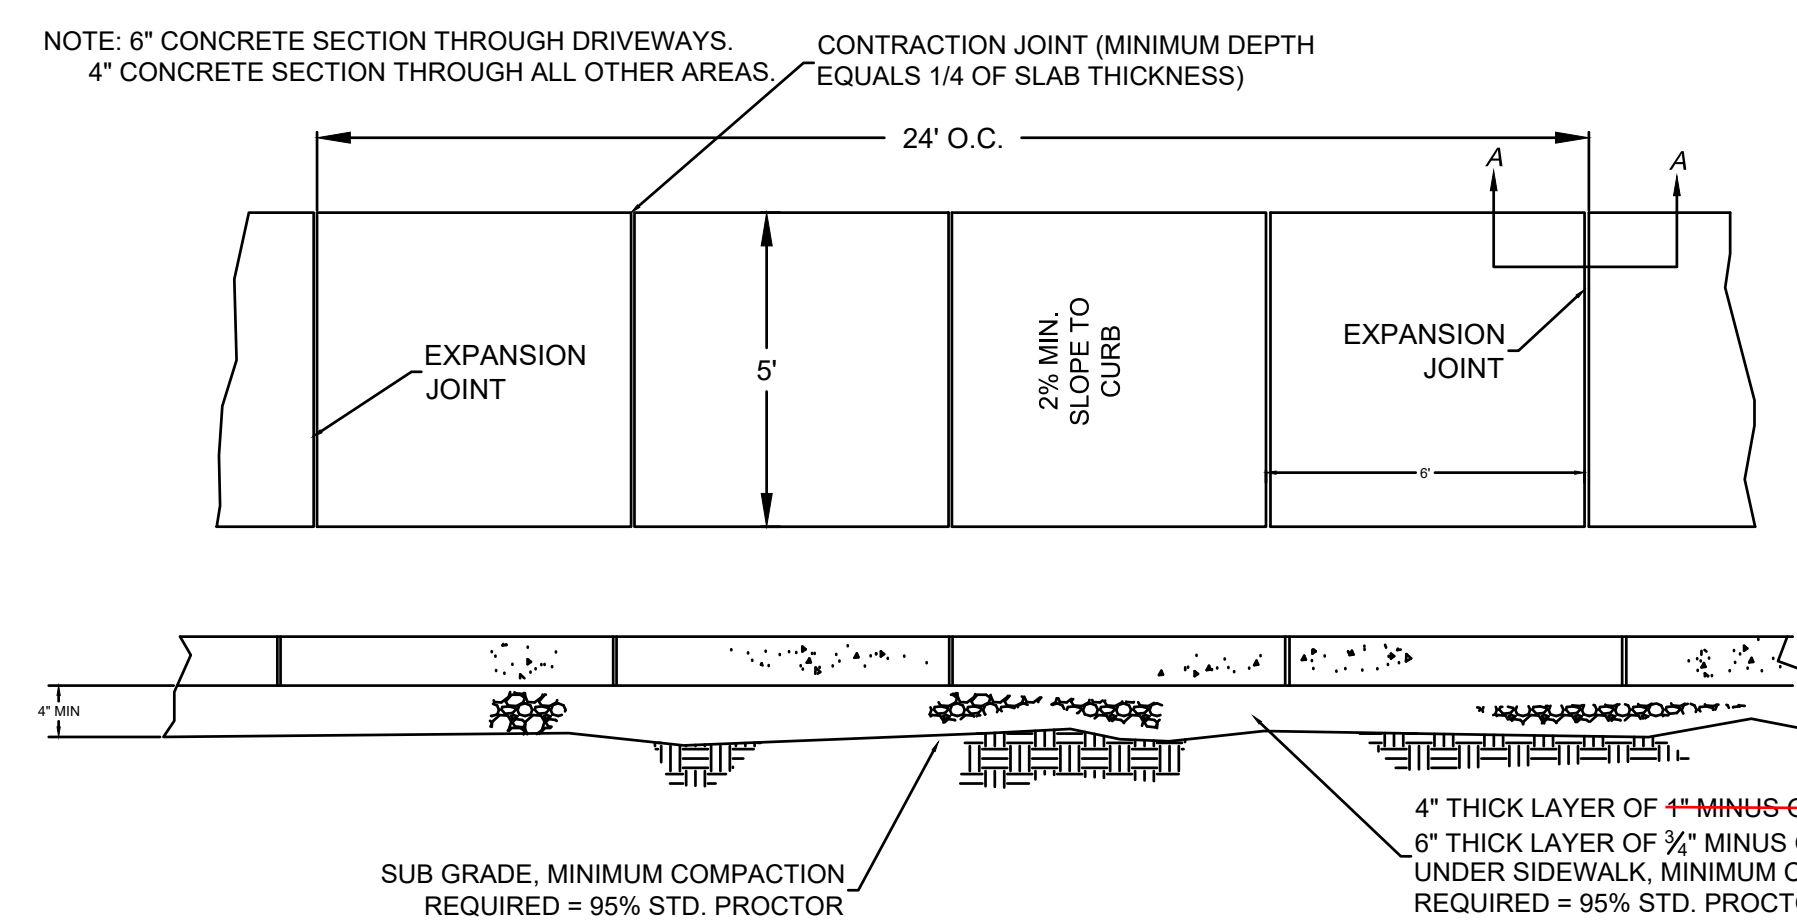 NOTE: 6" CONCRETE SECTION THROUGH DRIVEWAYS.
4" CONCRETE SECTION THROUGH ALL OTHER AREAS.
CONTRACTION JOINT (MINIMUM DEPTH
EQUALS 1/4 OF SLAB THICKNESS)
24' O.C.
A
A
EXPANSION
JOINT
5'
2% MIN.
SLOPE TO
CURB
EXPANSION
JOINT
6'
4" MIN
4" THICK LAYER OF 1" MINUS
6" THICK LAYER OF ¾" MINUS
UNDER SIDEWALK, MINIMUM
REQUIRED = 95% STD.
SUB GRADE, MINIMUM COMPACTION
REQUIRED = 95% STD. PROCTOR